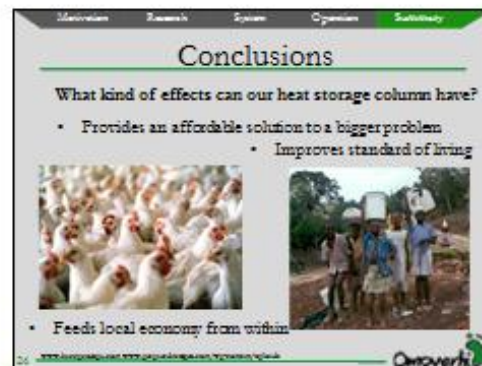 Motivation Research System Operation Sustainability
Conclusions
What kind of effects can our heat storage column have?
• Provides an affordable solution to a bigger problem
• Improves standard of living
• Feeds local economy from within
26